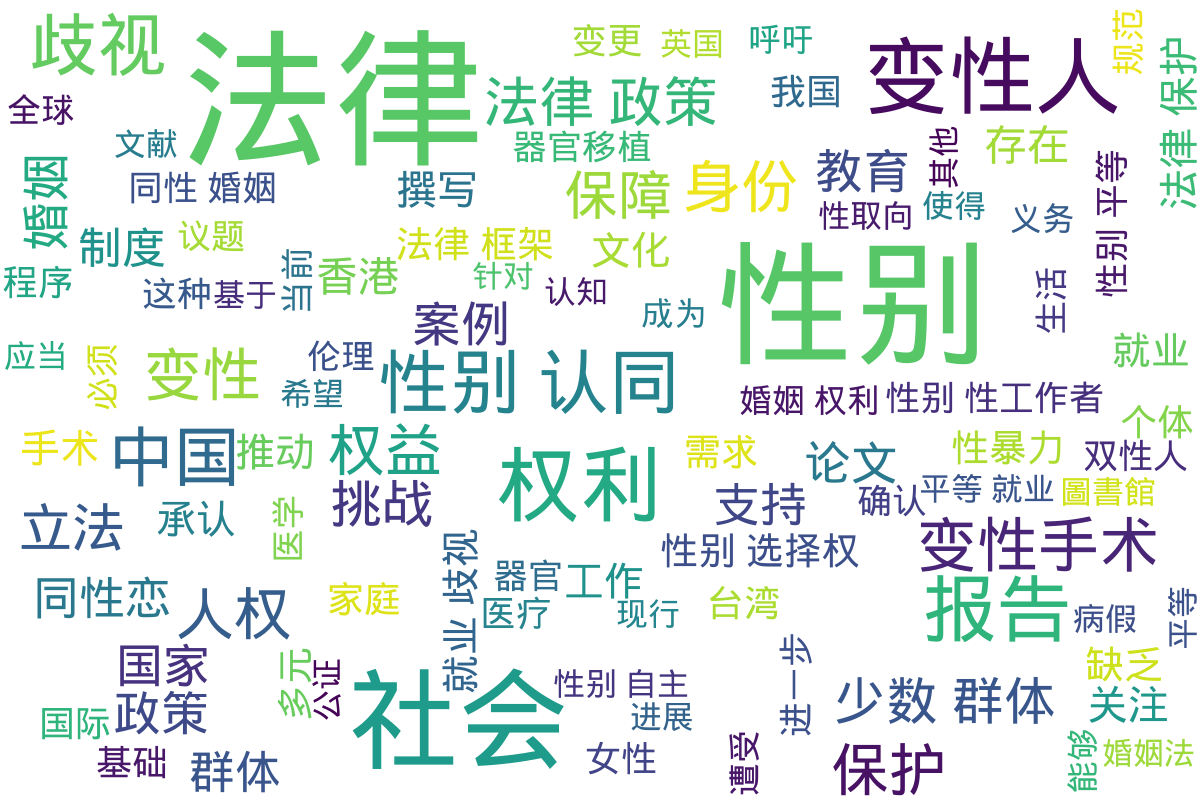 歧视
法律
变更
英国
呼吁
变性人
规范
法律 保护
全球
法律 政策
我国
文献
器官移植
婚姻
同性 婚姻
撰写
保障
身份
教育
其他
存在
性别 平等
性取向
使得
义务
制度
议题
法律 框架
文化
性别
程序
这种
基于
当前
香港
针对
认知
生活
成为
案例
应当
必须
变性
伦理
希望
性别 认同
就业
婚姻 权利
性别 性工作者
个体
手术
中国
推动
权益
权利
需求
论文
性暴力
双性人
挑战
支持
确认
平等 就业
圖書館
立法
承认
医学
变性手术
性别 选择权
同性恋
人权
家庭
就业 歧视
器官
工作
医疗
现行
台湾
报告
病假
平等
国家
多元
公证
社会
性别 自主
进一步
少数 群体
缺乏
关注
政策
国际
进展
基础
群体
女性
遭受
保护
能够
婚姻法